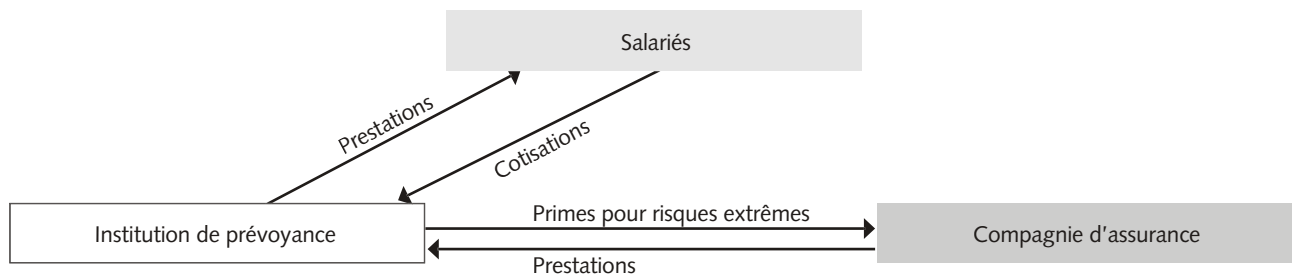 Salariés
Prestations
Cotisations
Institution de prévoyance
Primes pour risques extrêmes
Compagnie d'assurance
Prestations